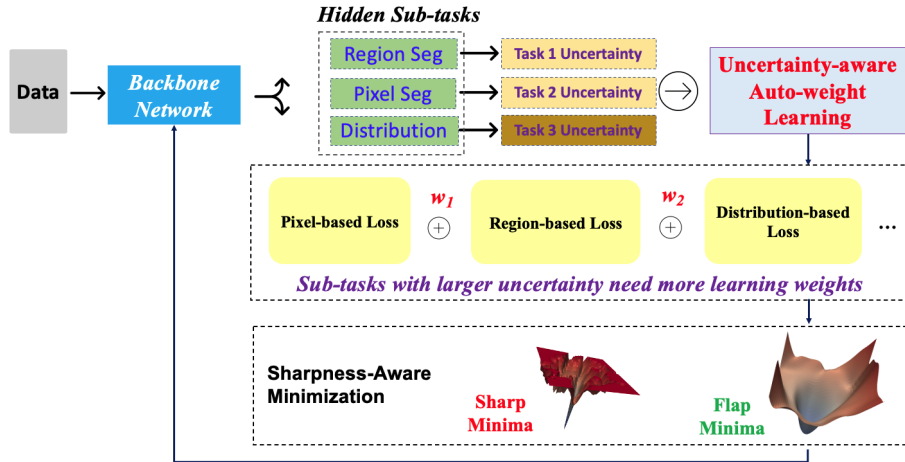 Hidden Sub-tasks
Data
Backbone
Network
Region Seg
Pixel Seg
Distribution
Task 1 Uncertainty
Task 2 Uncertainty
Task 3 Uncertainty
Uncertainty-aware
Auto-weight
Learning
Pixel-based Loss
w1
+
Region-based Loss
w2
+
Distribution-based
Loss
...
Sub-tasks with larger uncertainty need more learning weights
Sharpness-Aware
Minimization
Sharp
Minima
Flap
Minima